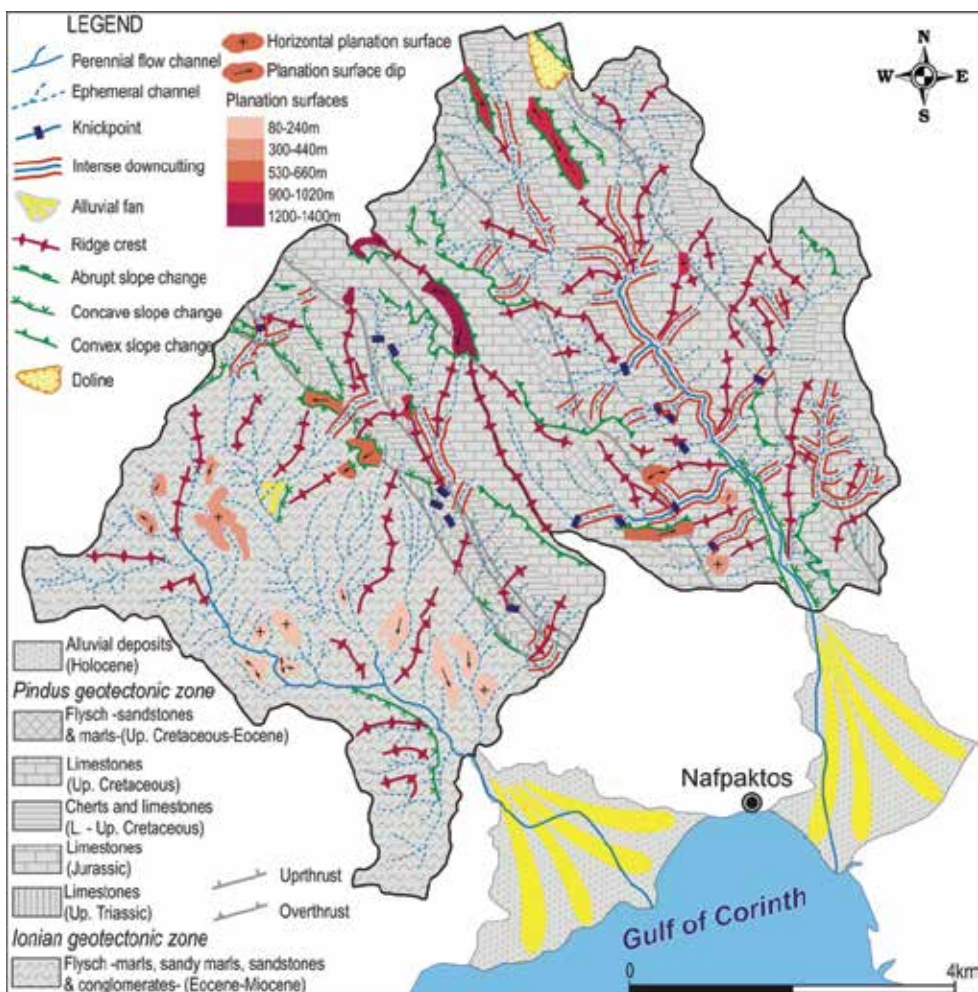 LEGEND
Perennial flow channel
Ephemeral channel
Knickpoint
Intense downcutting
Alluvial fan
Ridge crest
Abrupt slope change
Concave slope change
Convex slope change
Doline
Horizontal planation surface
Planation surface dip
Planation surfaces
80-240m
300-440m
530-660m
900-1020m
1200-1400m
N
W E
S
Alluvial deposits
(Holocene)
Pindus geotectonic zone
Flysch -sandstones
& marls-(Up. Cretaceous-Eocene)
Limestones
(Up. Cretaceous)
Cherts and limestones
(L. - Up. Cretaceous)
Limestones
(Jurassic)
Limestones
(Up. Triassic)
Ionian geotectonic zone
Flysch -marls, sandy marls, sandstones
& conglomerates- (Eocene-Miocene)
Upthrust
Overthrust
Nafpaktos
Gulf of Corinth
0 4km